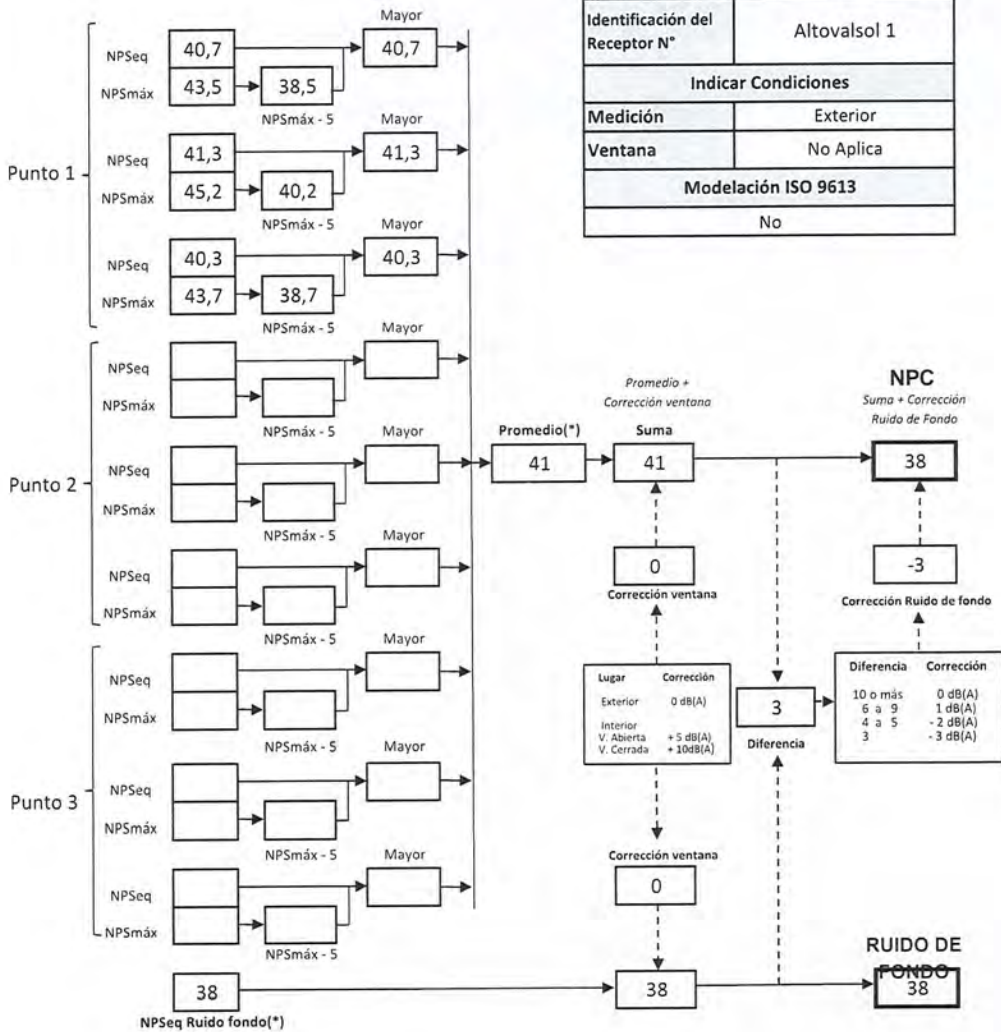 Identificación del
Receptor N°
Altovalsol 1
Indicar Condiciones
Medición
Exterior
Ventana
No Aplica
Modelación ISO 9613
No
Punto 1
Mayor
NPSeq
40,7
40,7
NPSmáx
43,5
38,5
NPSmáx - 5
Mayor
NPSeq
41,3
41,3
NPSmáx
45,2
40,2
NPSmáx - 5
Mayor
NPSeq
40,3
40,3
NPSmáx
43,7
38,7
NPSmáx - 5
Punto 2
Mayor
NPSeq
NPSmáx
NPSmáx - 5
Mayor
NPSeq
NPSmáx
NPSmáx - 5
Mayor
NPSeq
NPSmáx
NPSmáx - 5
Punto 3
Mayor
NPSeq
NPSmáx
NPSmáx - 5
Mayor
NPSeq
NPSmáx
NPSmáx - 5
Mayor
NPSeq
NPSmáx
NPSmáx - 5
Promedio(*)
41
Promedio +
Corrección ventana
Suma
41
NPC
Suma + Corrección
Ruido de Fondo
38
0
Corrección ventana
-3
Corrección Ruido de fondo
Lugar Corrección
Exterior 0 dB(A)
Interior
V. Abierta + 5 dB(A)
V. Cerrada + 10dB(A)
3
Diferencia
Diferencia Corrección
10 o más 0 dB(A)
6 a 9 1 dB(A)
4 a 5 - 2 dB(A)
3 - 3 dB(A)
Corrección ventana
0
38
NPSeq Ruido fondo(*)
38
RUIDO DE
FONDO
38